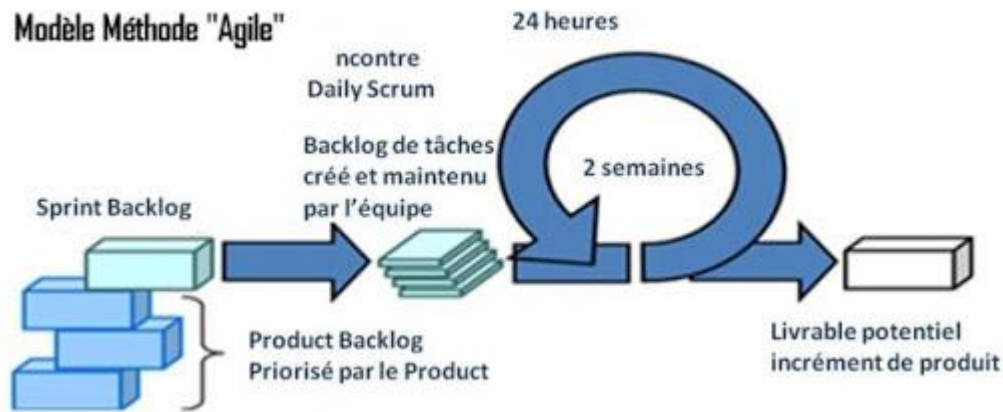 Modèle Méthode "Agile"
24 heures
ncontre
Daily Scrum
Backlog de tâches
créé et maintenu
par l'équipe
2 semaines
Sprint Backlog
Product Backlog
Priorisé par le Product
Livrable potentiel
incrément de produit